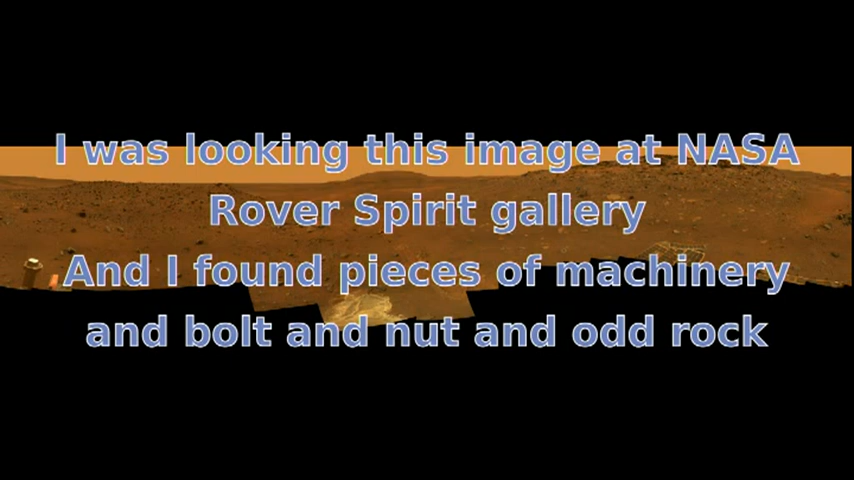 I was looking this image at NASA
Rover Spirit gallery
And I found pieces of machinery
and bolt and nut and odd rock